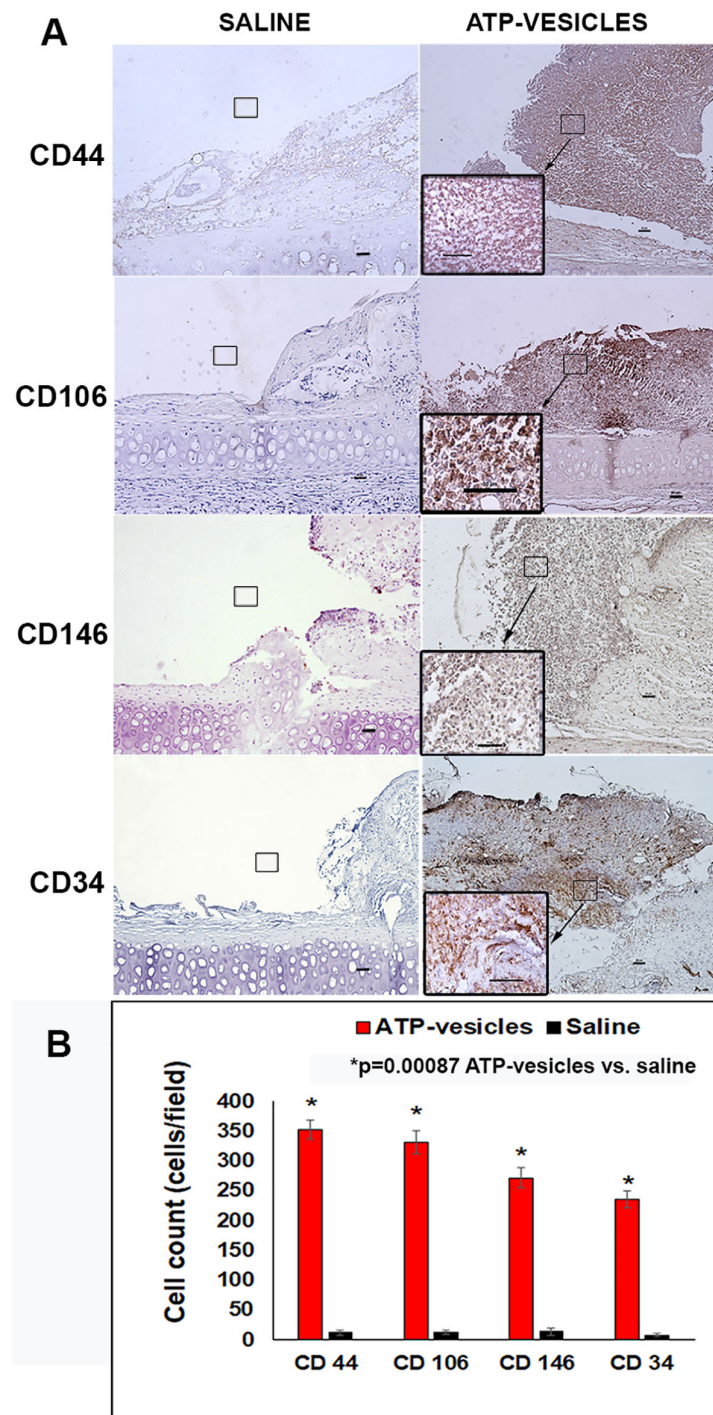 A
SALINE
ATP-VESICLES
CD44
CD106
CD146
CD34
B
ATP-vesicles Saline
*p=0.00087 ATP-vesicles vs. saline
Cell count (cells/field)
400
350
300
250
200
150
100
50
0
* * * *
CD 44 CD 106 CD 146 CD 34